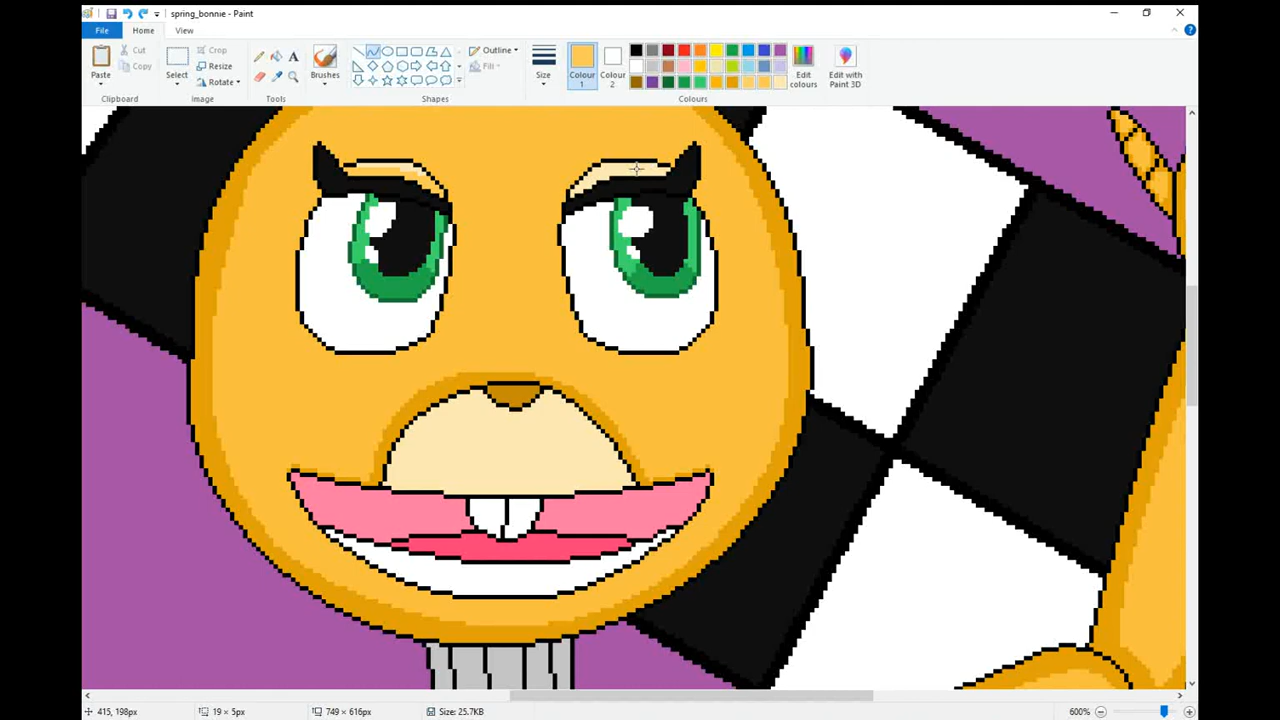 spring_bonnie - Paint
File Home View
Paste Cut Copy
Select Crop Resize Rotate
A
Brushes
Outline Fill
Size
Colour 1 Colour 2
Edit colours
Edit with Paint 3D
Clipboard Image Tools Shapes Colours
415, 198px 19 × 5px 749 × 616px Size: 25.7KB 600%